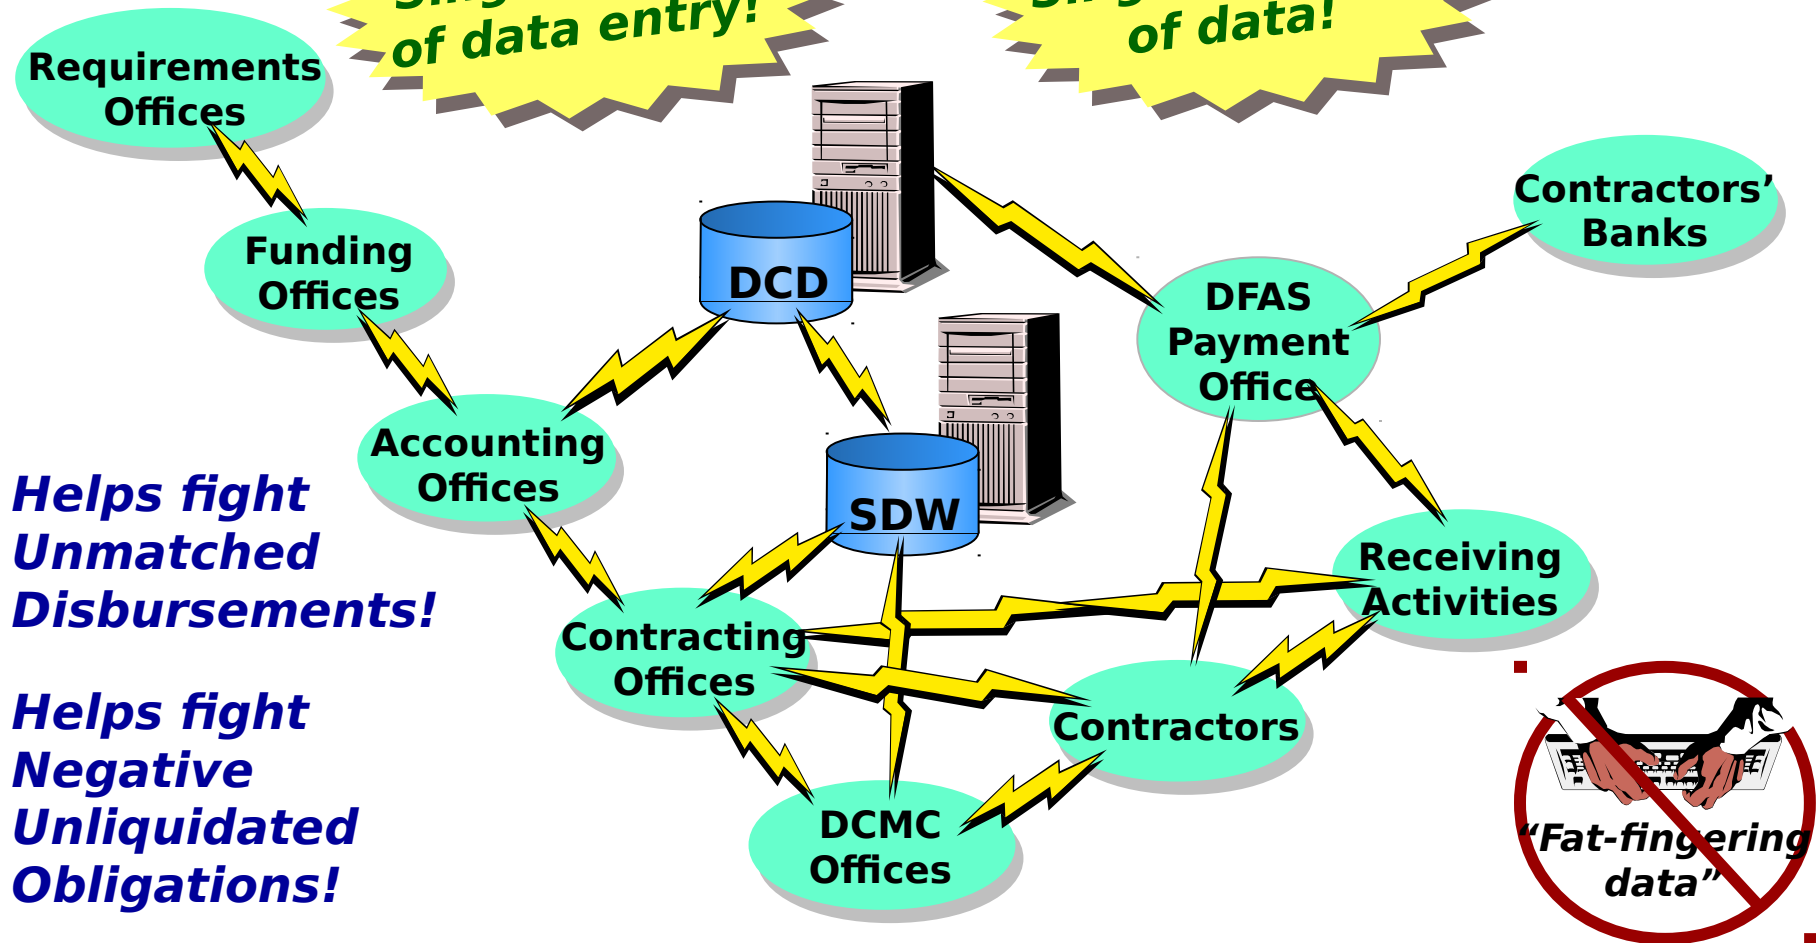 of data entry!
of data!
Requirements
Offices
Contractors’
Banks
Funding
Offices
DCD
DFAS
Payment
Office
Accounting
Offices
SDW
Helps fight
Unmatched
Disbursements!
Receiving
Activities
Contracting
Offices
Contractors
Helps fight
Negative
Unliquidated
Obligations!
DCMC
Offices
“Fat-fingering
data”